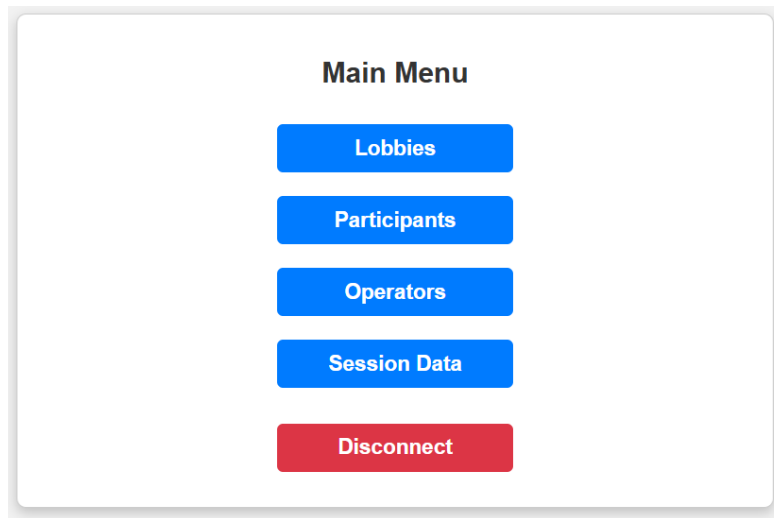 Main Menu
Lobbies
Participants
Operators
Session Data
Disconnect